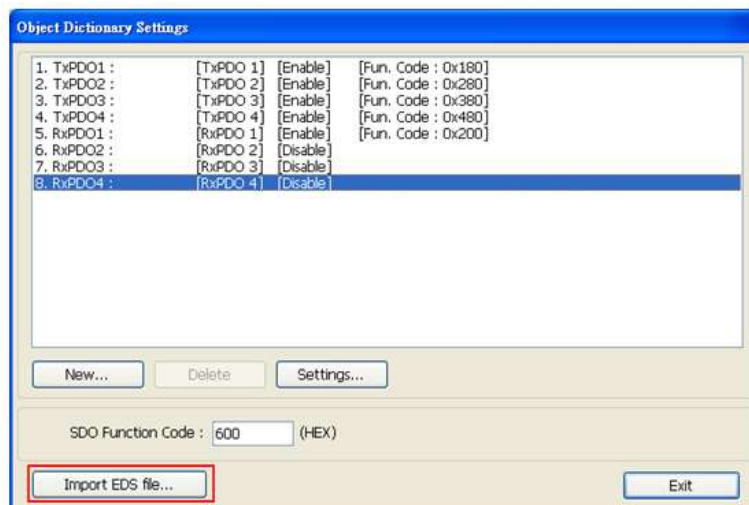 Object Dictionary Settings
1. TxPDO1 : [TxPDO 1] [Enable] [Fun. Code : 0x180]
2. TxPDO2 : [TxPDO 2] [Enable] [Fun. Code : 0x280]
3. TxPDO3 : [TxPDO 3] [Enable] [Fun. Code : 0x380]
4. TxPDO4 : [TxPDO 4] [Enable] [Fun. Code : 0x480]
5. RxPDO1 : [RxPDO 1] [Enable] [Fun. Code : 0x200]
6. RxPDO2 : [RxPDO 2] [Disable]
7. RxPDO3 : [RxPDO 3] [Disable]
8. RxPDO4 : [RxPDO 4] [Disable]
New... Delete Settings...
SDO Function Code : 600 (HEX)
Import EDS file... Exit